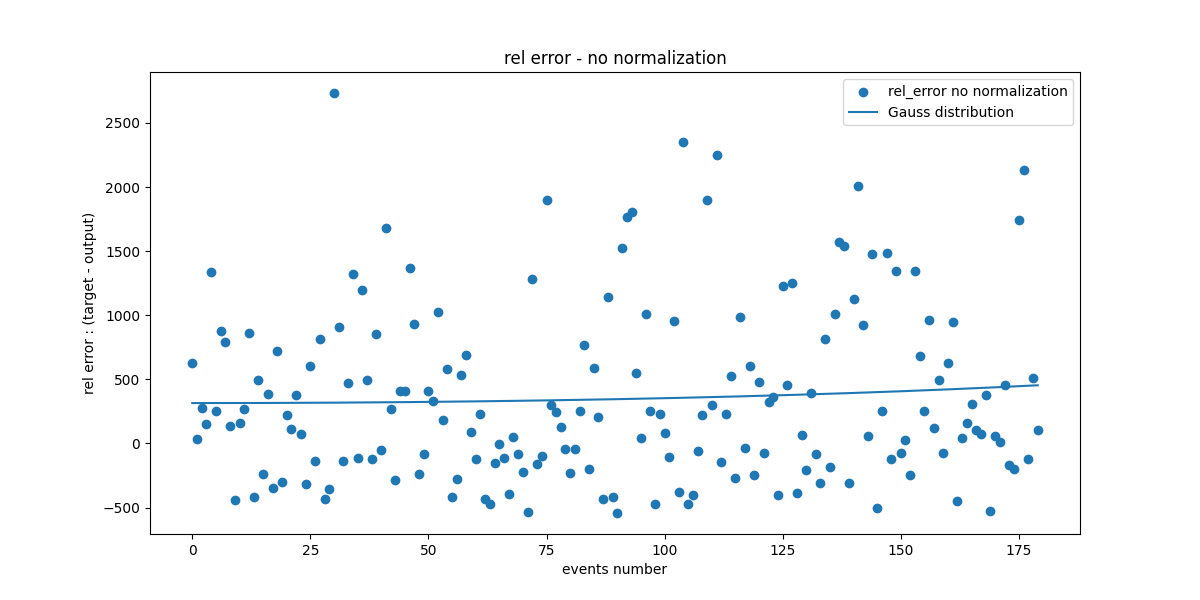 rel error - no normalization
rel_error no normalization
Gauss distribution
rel error : (target - output)
2500
2000
1500
1000
500
0
−500
0 25 50 75 100 125 150 175
events number